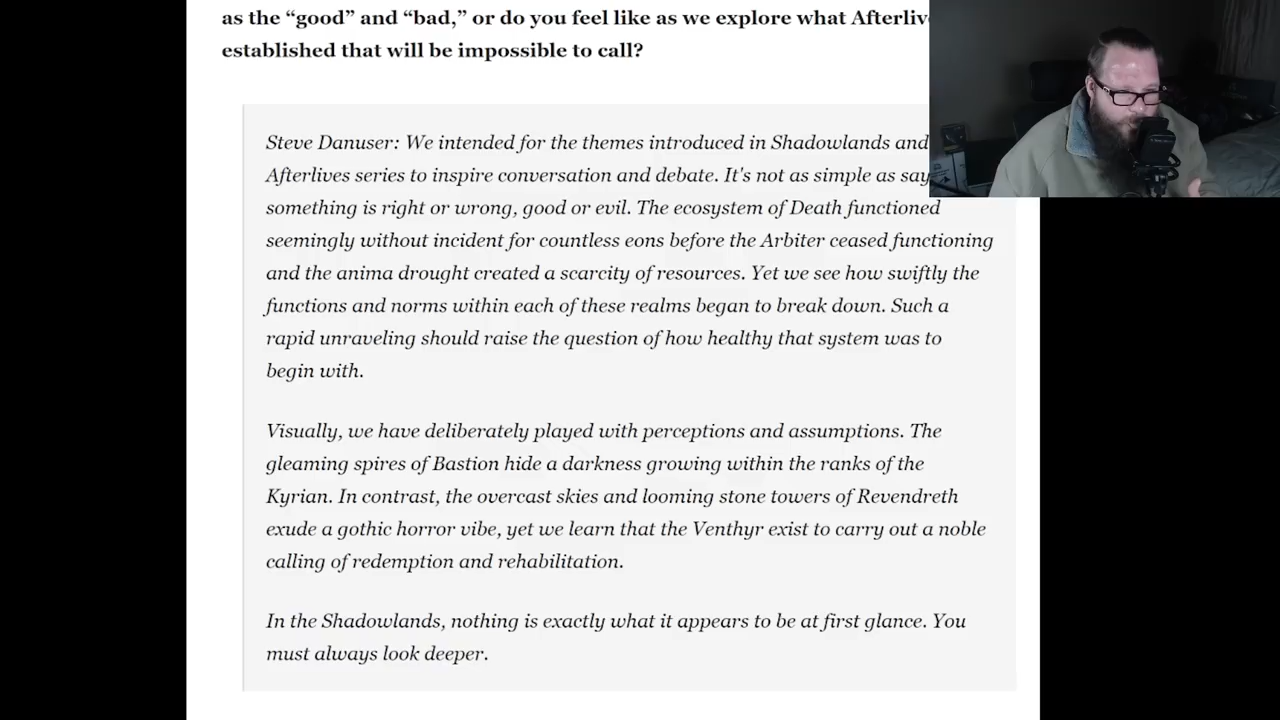 as the “good” and “bad,” or do you feel like as we explore what
established that will be impossible to call?
Steve Danuser: We intended for the themes introduced in Shadowlands and
Afterlives series to inspire conversation and debate. It's not as simple as
something is right or wrong, good or evil. The ecosystem of Death functioned
seemingly without incident for countless eons before the Arbiter ceased functioning
and the anima drought created a scarcity of resources. Yet we see how swiftly the
functions and norms within each of these realms began to break down. Such a
rapid unraveling should raise the question of how healthy that system was to
begin with.
Visually, we have deliberately played with perceptions and assumptions. The
gleaming spires of Bastion hide a darkness growing within the ranks of the
Kyrian. In contrast, the overcast skies and looming stone towers of Revendreth
exude a gothic horror vibe, yet we learn that the Venthyr exist to carry out a noble
calling of redemption and rehabilitation.
In the Shadowlands, nothing is exactly what it appears to be at first glance. You
must always look deeper.